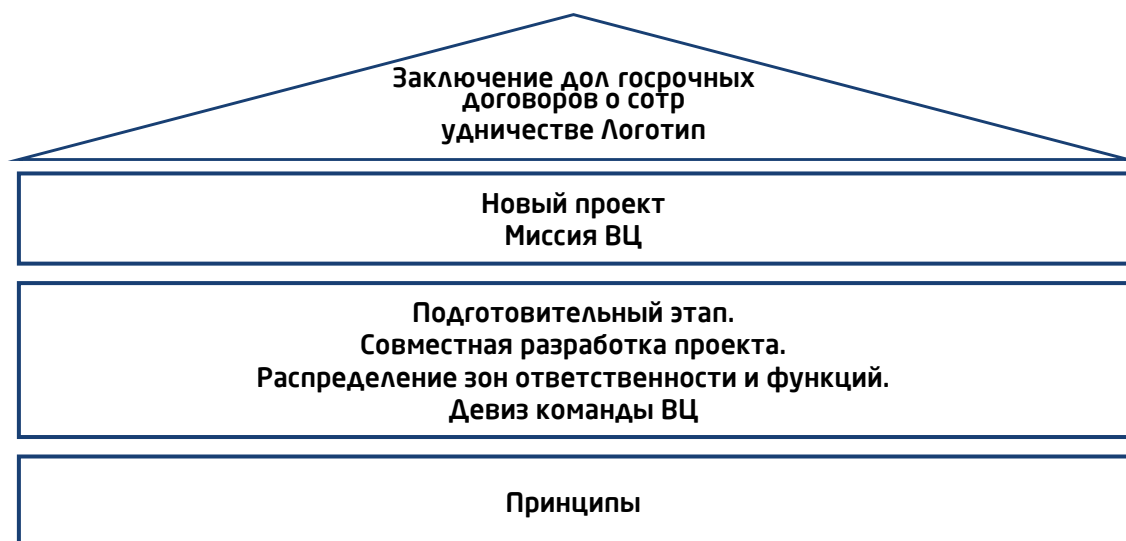 Заключение дол госрочных
договоров о сотр
удничестве Логотип
Новый проект
Миссия ВЦ
Подготовительный этап.
Совместная разработка проекта.
Распределение зон ответственности и функций.
Девиз команды ВЦ
Принципы